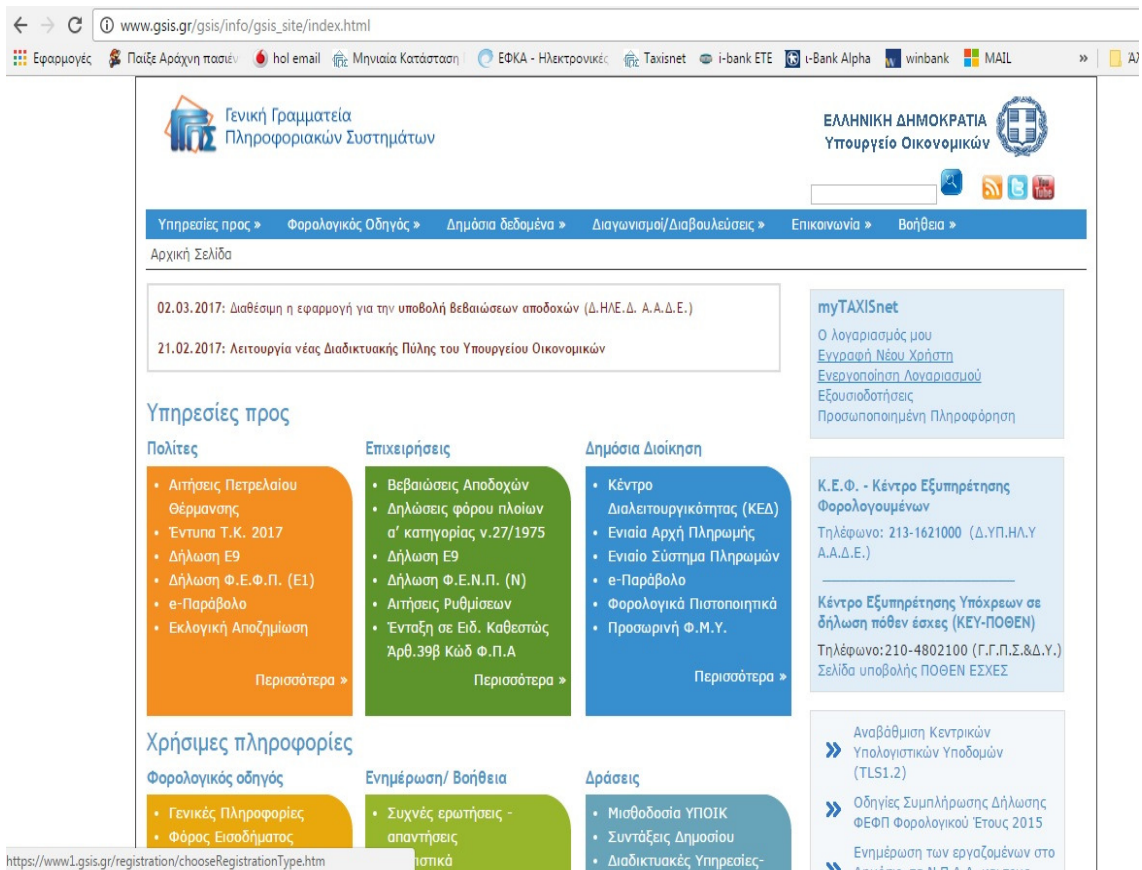 www.gsis.gr/gsis/info/gsis_site/index.html
Εφαρμογές Παίξε Αράχνη πασιέν hol email Μηνιαία Κατάσταση ΕΦΚΑ - Ηλεκτρονικές Taxisnet i-bank ETE ι-Bank Alpha winbank MAIL »
Γενική Γραμματεία
Πληροφοριακών Συστημάτων
ΕΛΛΗΝΙΚΗ ΔΗΜΟΚΡΑΤΙΑ
Υπουργείο Οικονομικών
You Tube
Υπηρεσίες προς » Φορολογικός Οδηγός » Δημόσια δεδομένα » Διαγωνισμοί/Διαβουλεύσεις » Επικοινωνία » Βοήθεια »
Αρχική Σελίδα
02.03.2017: Διαθέσιμη η εφαρμογή για την υποβολή βεβαιώσεων αποδοχών (Δ.ΗΛΕ.Δ. Α.Α.Δ.Ε.)
21.02.2017: Λειτουργία νέας Διαδικτυακής Πύλης του Υπουργείου Οικονομικών
Υπηρεσίες προς
Πολίτες
• Αιτήσεις Πετρελαίου
Θέρμανσης
• Έντυπα Τ.Κ. 2017
• Δήλωση Ε9
• Δήλωση Φ.Ε.Φ.Π. (Ε1)
• e-Παράβολο
• Εκλογική Αποζημίωση
Περισσότερα »
Επιχειρήσεις
• Βεβαιώσεις Αποδοχών
• Δηλώσεις φόρου πλοίων
α' κατηγορίας ν.27/1975
• Δήλωση Ε9
• Δήλωση Φ.Ε.Ν.Π. (Ν)
• Αιτήσεις Ρυθμίσεων
• Ένταξη σε Ειδ. Καθεστώς
Άρθ.39β Κώδ Φ.Π.Α
Περισσότερα »
Δημόσια Διοίκηση
• Κέντρο
Διαλειτουργικότητας (ΚΕΔ)
• Ενιαία Αρχή Πληρωμής
• Ενιαίο Σύστημα Πληρωμών
• e-Παράβολο
• Φορολογικά Πιστοποιητικά
• Προσωρινή Φ.Μ.Υ.
Περισσότερα »
Χρήσιμες πληροφορίες
Φορολογικός οδηγός
• Γενικές Πληροφορίες
• Φόρος Εισοδήματος
Ενημέρωση/ Βοήθεια
• Συχνές ερωτήσεις -
απαντήσεις
Δράσεις
• Μισθοδοσία ΥΠΟΙΚ
• Συντάξεις Δημοσίου
• Διαδικτυακές Υπηρεσίες-
myTAXISnet
Ο λογαριασμός μου
Εγγραφή Νέου Χρήστη
Ενεργοποίηση Λογαριασμού
Εξουσιοδοτήσεις
Προσωποποιημένη Πληροφόρηση
Κ.Ε.Φ. - Κέντρο Εξυπηρέτησης
Φορολογουμένων
Τηλέφωνο: 213-1621000 (Δ.ΥΠ.ΗΛ.Υ
Α.Α.Δ.Ε.)
Κέντρο Εξυπηρέτησης Υπόχρεων σε
δήλωση πόθεν έσχες (ΚΕΥ-ΠΟΘΕΝ)
Τηλέφωνο:210-4802100 (Γ.Γ.Π.Σ.&Δ.Υ.)
Σελίδα υποβολής ΠΟΘΕΝ ΕΣΧΕΣ
Αναβάθμιση Κεντρικών
Υπολογιστικών Υποδομών
(TLS1.2)
Οδηγίες Συμπλήρωσης Δήλωσης
ΦΕΦΠ Φορολογικού Έτους 2015
Ενημέρωση των εργαζομένων στο
https://www1.gsis.gr/registration/chooseRegistrationType.htm